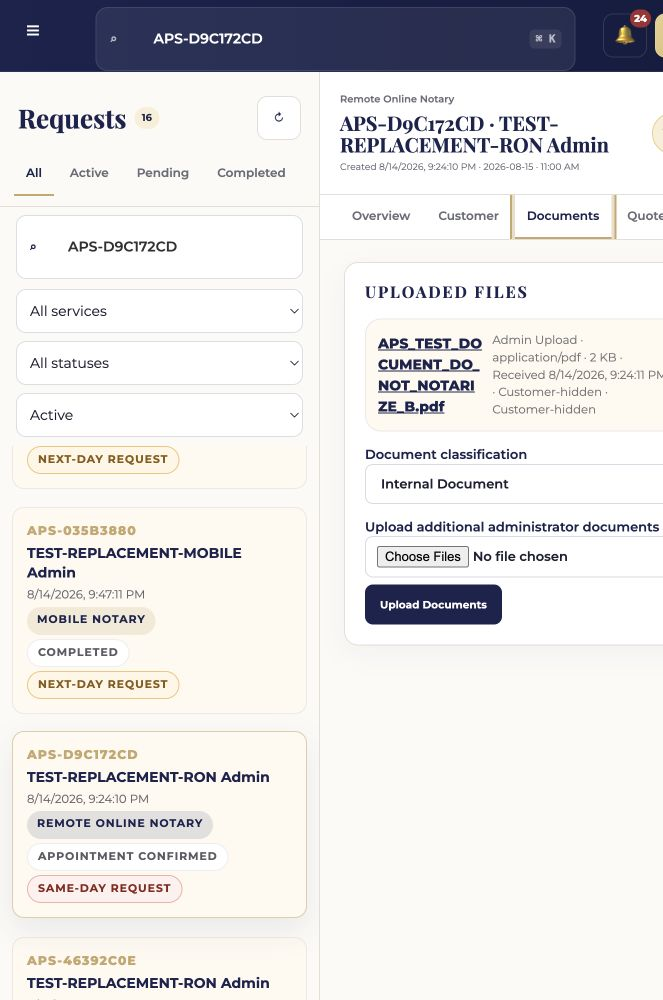 APS-D9C172CD
⌘ K
24
Requests
16
All
Active
Pending
Completed
APS-D9C172CD
All services
All statuses
Active
NEXT-DAY REQUEST
APS-035B3880
TEST-REPLACEMENT-MOBILE
Admin
8/14/2026, 9:47:11 PM
MOBILE NOTARY
COMPLETED
NEXT-DAY REQUEST
APS-D9C172CD
TEST-REPLACEMENT-RON Admin
8/14/2026, 9:24:10 PM
REMOTE ONLINE NOTARY
APPOINTMENT CONFIRMED
SAME-DAY REQUEST
APS-46392C0E
TEST-REPLACEMENT-RON Admin
Remote Online Notary
APS-D9C172CD · TEST-
REPLACEMENT-RON Admin
Created 8/14/2026, 9:24:10 PM · 2026-08-15 · 11:00 AM
Overview
Customer
Documents
Quote
UPLOADED FILES
APS_TEST_DO
CUMENT_DO_
NOT_NOTARI
ZE_B.pdf
Admin Upload ·
application/pdf · 2 KB ·
Received 8/14/2026, 9:24:11 PM
· Customer-hidden ·
Customer-hidden
Document classification
Internal Document
Upload additional administrator documents
Choose Files No file chosen
Upload Documents